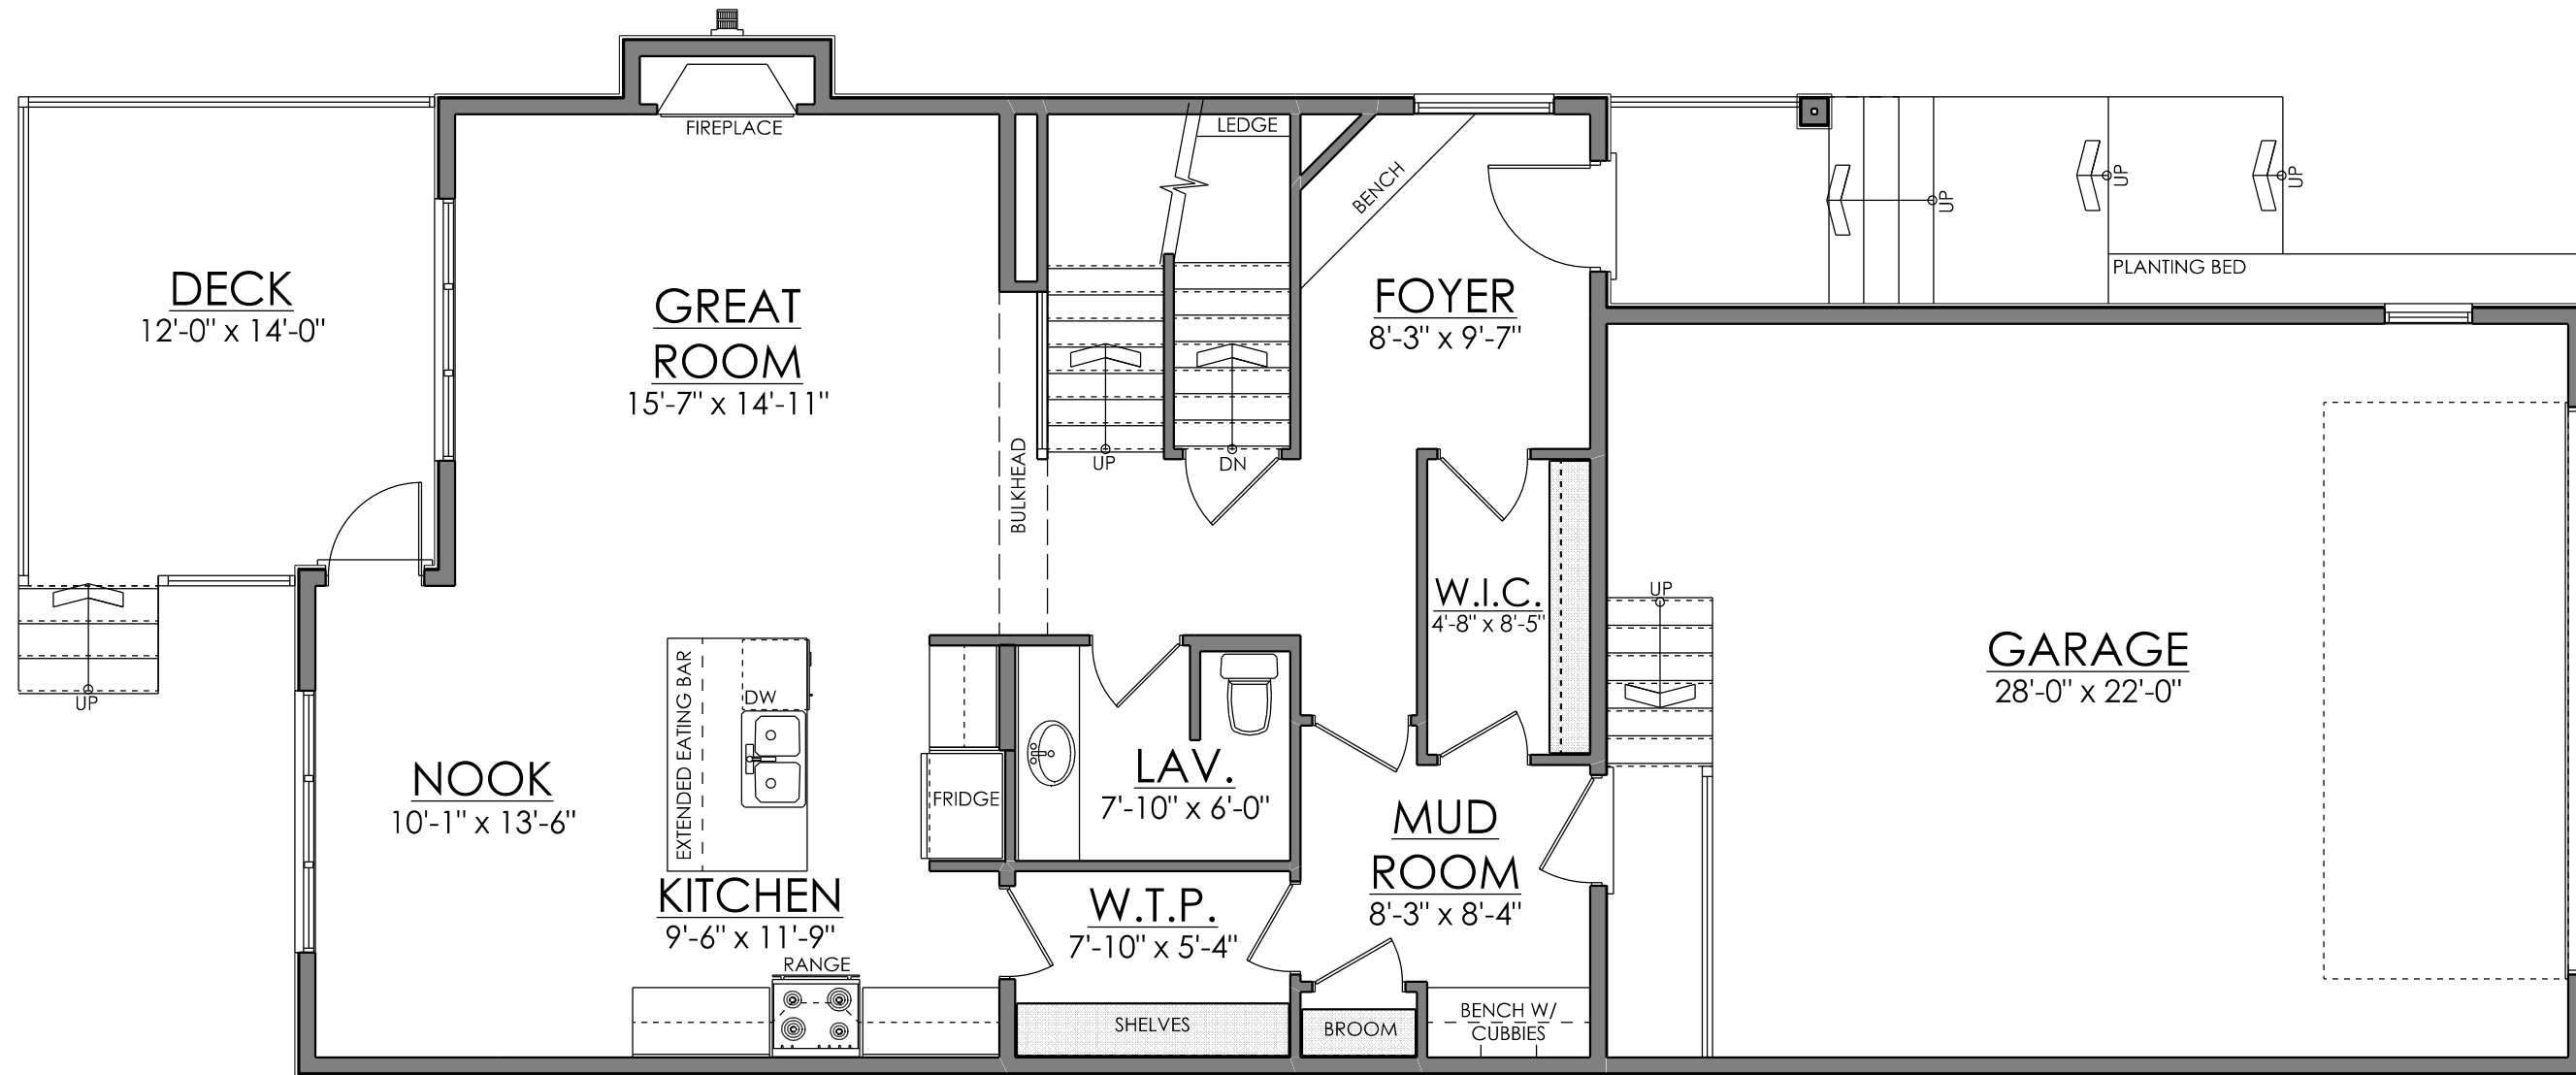 FIREPLACE
LEDGE
BENCH
UP
UP
UP
PLANTING BED
DECK
12'-0" x 14'-0"
GREAT
ROOM
15'-7" x 14'-11"
FOYER
8'-3" x 9'-7"
BULKHEAD
UP
DN
UP
W.I.C.
4'-8" x 8'-5"
UP
GARAGE
28'-0" x 22'-0"
EXTENDED EATING BAR
DW
NOOK
10'-1" x 13'-6"
FRIDGE
LAV.
7'-10" x 6'-0"
MUD
ROOM
8'-3" x 8'-4"
KITCHEN
9'-6" x 11'-9"
RANGE
W.T.P.
7'-10" x 5'-4"
SHELVES
BROOM
BENCH W/
CUBBIES